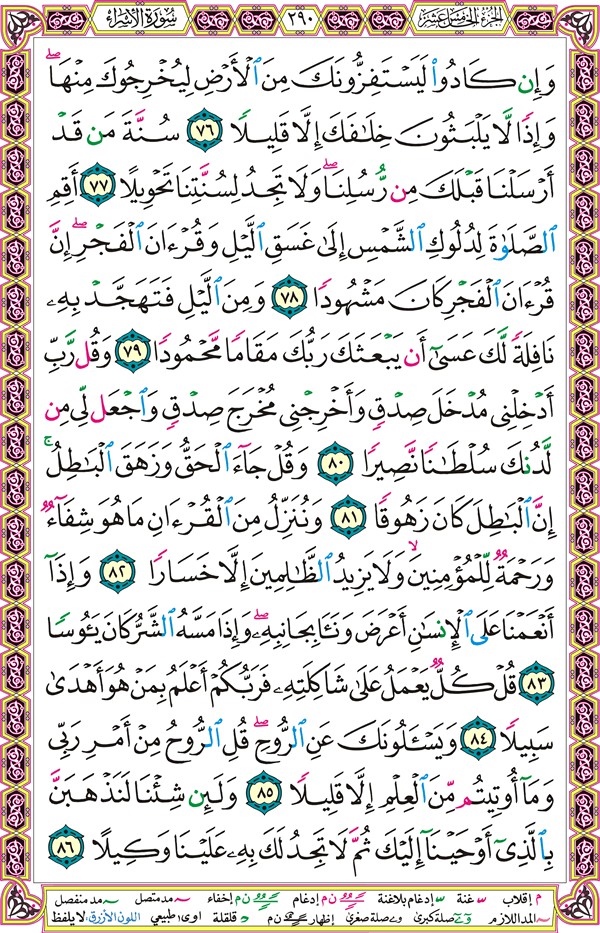 الجزء الخامس عشر ٢٩٠ سورة الإسراء
وَإِن كَادُوا۟ لَيَسْتَفِزُّونَكَ مِنَ ٱلْأَرْضِ لِيُخْرِجُوكَ مِنْهَا ۖ
وَإِذًا لَّا يَلْبَثُونَ خِلَـٰفَكَ إِلَّا قَلِيلًا ٧٦ سُنَّةَ مَن قَدْ
أَرْسَلْنَا قَبْلَكَ مِن رُّسُلِنَا ۖ وَلَا تَجِدُ لِسُنَّتِنَا تَحْوِيلًا ٧٧ أَقِمِ
ٱلصَّلَوٰةَ لِدُلُوكِ ٱلشَّمْسِ إِلَىٰ غَسَقِ ٱلَّيْلِ وَقُرْءَانَ ٱلْفَجْرِ ۖ إِنَّ
قُرْءَانَ ٱلْفَجْرِ كَانَ مَشْهُودًا ٧٨ وَمِنَ ٱلَّيْلِ فَتَهَجَّدْ بِهِۦ
نَافِلَةً لَّكَ عَسَىٰٓ أَن يَبْعَثَكَ رَبُّكَ مَقَامًا مَّحْمُودًا ٧٩ وَقُل رَّبِّ
أَدْخِلْنِى مُدْخَلَ صِدْقٍ وَأَخْرِجْنِى مُخْرَجَ صِدْقٍ وَٱجْعَل لِّى مِن
لَّدُنكَ سُلْطَـٰنًا نَّصِيرًا ٨٠ وَقُلْ جَآءَ ٱلْحَقُّ وَزَهَقَ ٱلْبَـٰطِلُ ۚ
إِنَّ ٱلْبَـٰطِلَ كَانَ زَهُوقًا ٨١ وَنُنَزِّلُ مِنَ ٱلْقُرْءَانِ مَا هُوَ شِفَآءٌ
وَرَحْمَةٌ لِّلْمُؤْمِنِينَ ۙ وَلَا يَزِيدُ ٱلظَّـٰلِمِينَ إِلَّا خَسَارًا ٨٢ وَإِذَآ
أَنْعَمْنَا عَلَى ٱلْإِنسَـٰنِ أَعْرَضَ وَنَـَٔا بِجَانِبِهِۦ ۖ وَإِذَا مَسَّهُ ٱلشَّرُّ كَانَ يَـُٔوسًا
٨٣ قُلْ كُلٌّ يَعْمَلُ عَلَىٰ شَاكِلَتِهِۦ فَرَبُّكُمْ أَعْلَمُ بِمَنْ هُوَ أَهْدَىٰ
سَبِيلًا ٨٤ وَيَسْـَٔلُونَكَ عَنِ ٱلرُّوحِ ۖ قُلِ ٱلرُّوحُ مِنْ أَمْرِ رَبِّى
وَمَآ أُوتِيتُم مِّنَ ٱلْعِلْمِ إِلَّا قَلِيلًا ٨٥ وَلَئِن شِئْنَا لَنَذْهَبَنَّ
بِٱلَّذِىٓ أَوْحَيْنَآ إِلَيْكَ ثُمَّ لَا تَجِدُ لَكَ بِهِۦ عَلَيْنَا وَكِيلًا ٨٦
م إقلاب غنة إدغام بلاغنة ن م إدغام ن م إخفاء مد متصل مد منفصل
المد اللازم صلة كبرى صلة صغرى إظهار ن م قلقلة اوى طبيعي اللون الأزرق: لا يلفظ